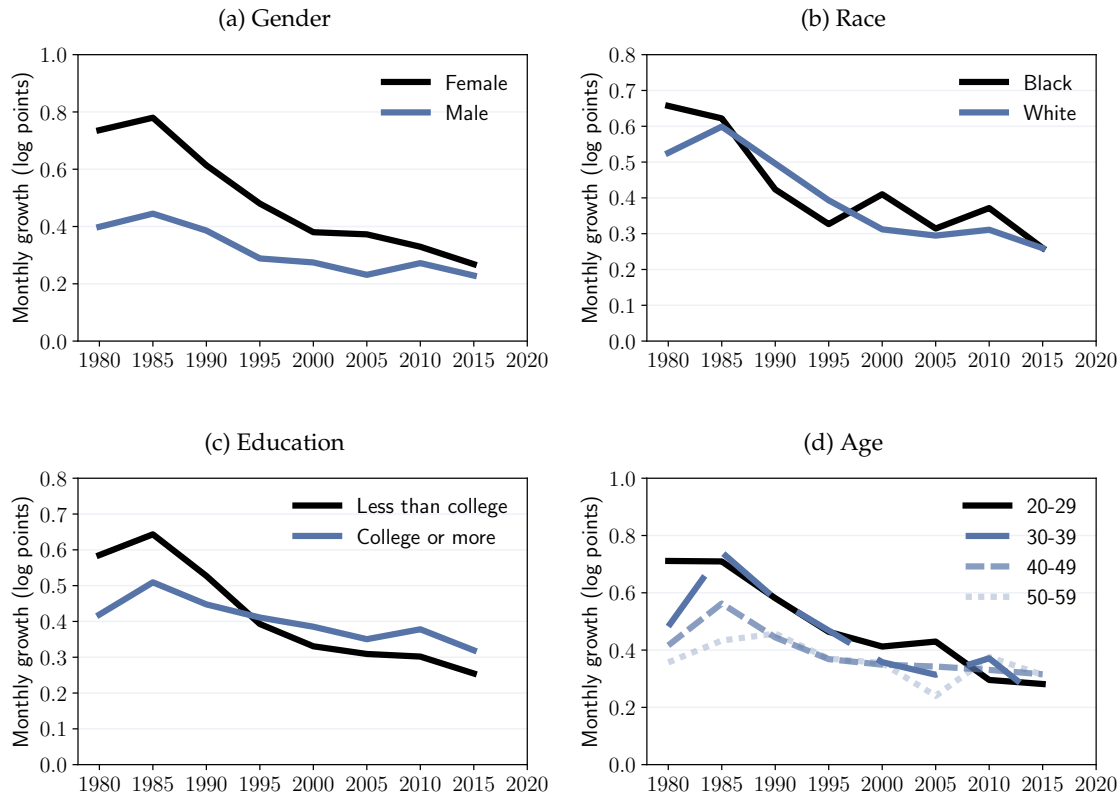 (a) Gender
Monthly growth (log points)
1.0
0.8
0.6
0.4
0.2
0.0
Female
Male
1980 1985 1990 1995 2000 2005 2010 2015 2020
(b) Race
Monthly growth (log points)
0.8
0.7
0.6
0.5
0.4
0.3
0.2
0.1
0.0
Black
White
1980 1985 1990 1995 2000 2005 2010 2015 2020
(c) Education
Monthly growth (log points)
0.8
0.7
0.6
0.5
0.4
0.3
0.2
0.1
0.0
Less than college
College or more
1980 1985 1990 1995 2000 2005 2010 2015 2020
(d) Age
Monthly growth (log points)
1.0
0.8
0.6
0.4
0.2
0.0
20-29
30-39
40-49
50-59
1980 1985 1990 1995 2000 2005 2010 2015 2020